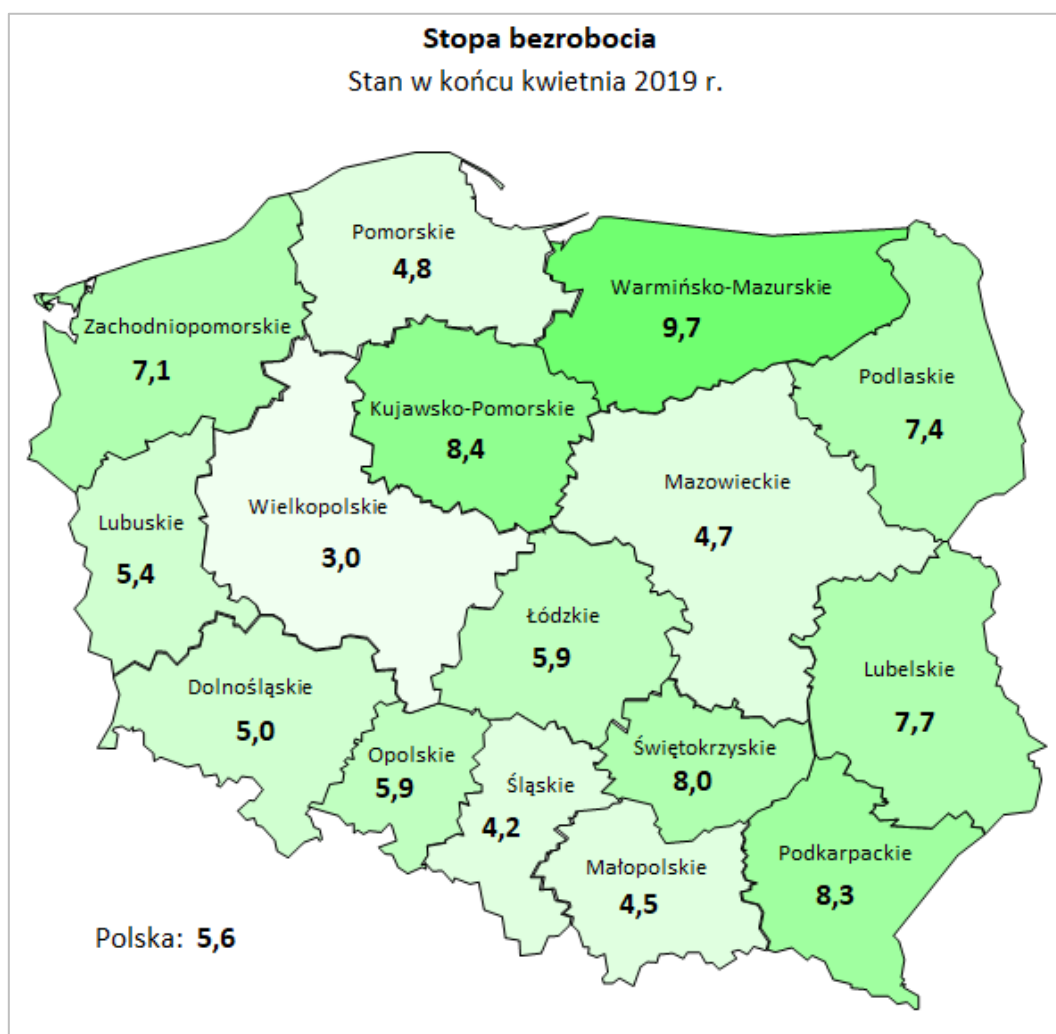 Stopa bezrobocia
Stan w końcu kwietnia 2019 r.
Pomorskie
4,8
Warmińsko-Mazurskie
9,7
Zachodniopomorskie
7,1
Podlaskie
7,4
Kujawsko-Pomorskie
8,4
Mazowieckie
4,7
Wielkopolskie
3,0
Lubuskie
5,4
Łódzkie
5,9
Lubelskie
7,7
Dolnośląskie
5,0
Opolskie
5,9
Śląskie
4,2
Świętokrzyskie
8,0
Małopolskie
4,5
Podkarpackie
8,3
Polska: 5,6